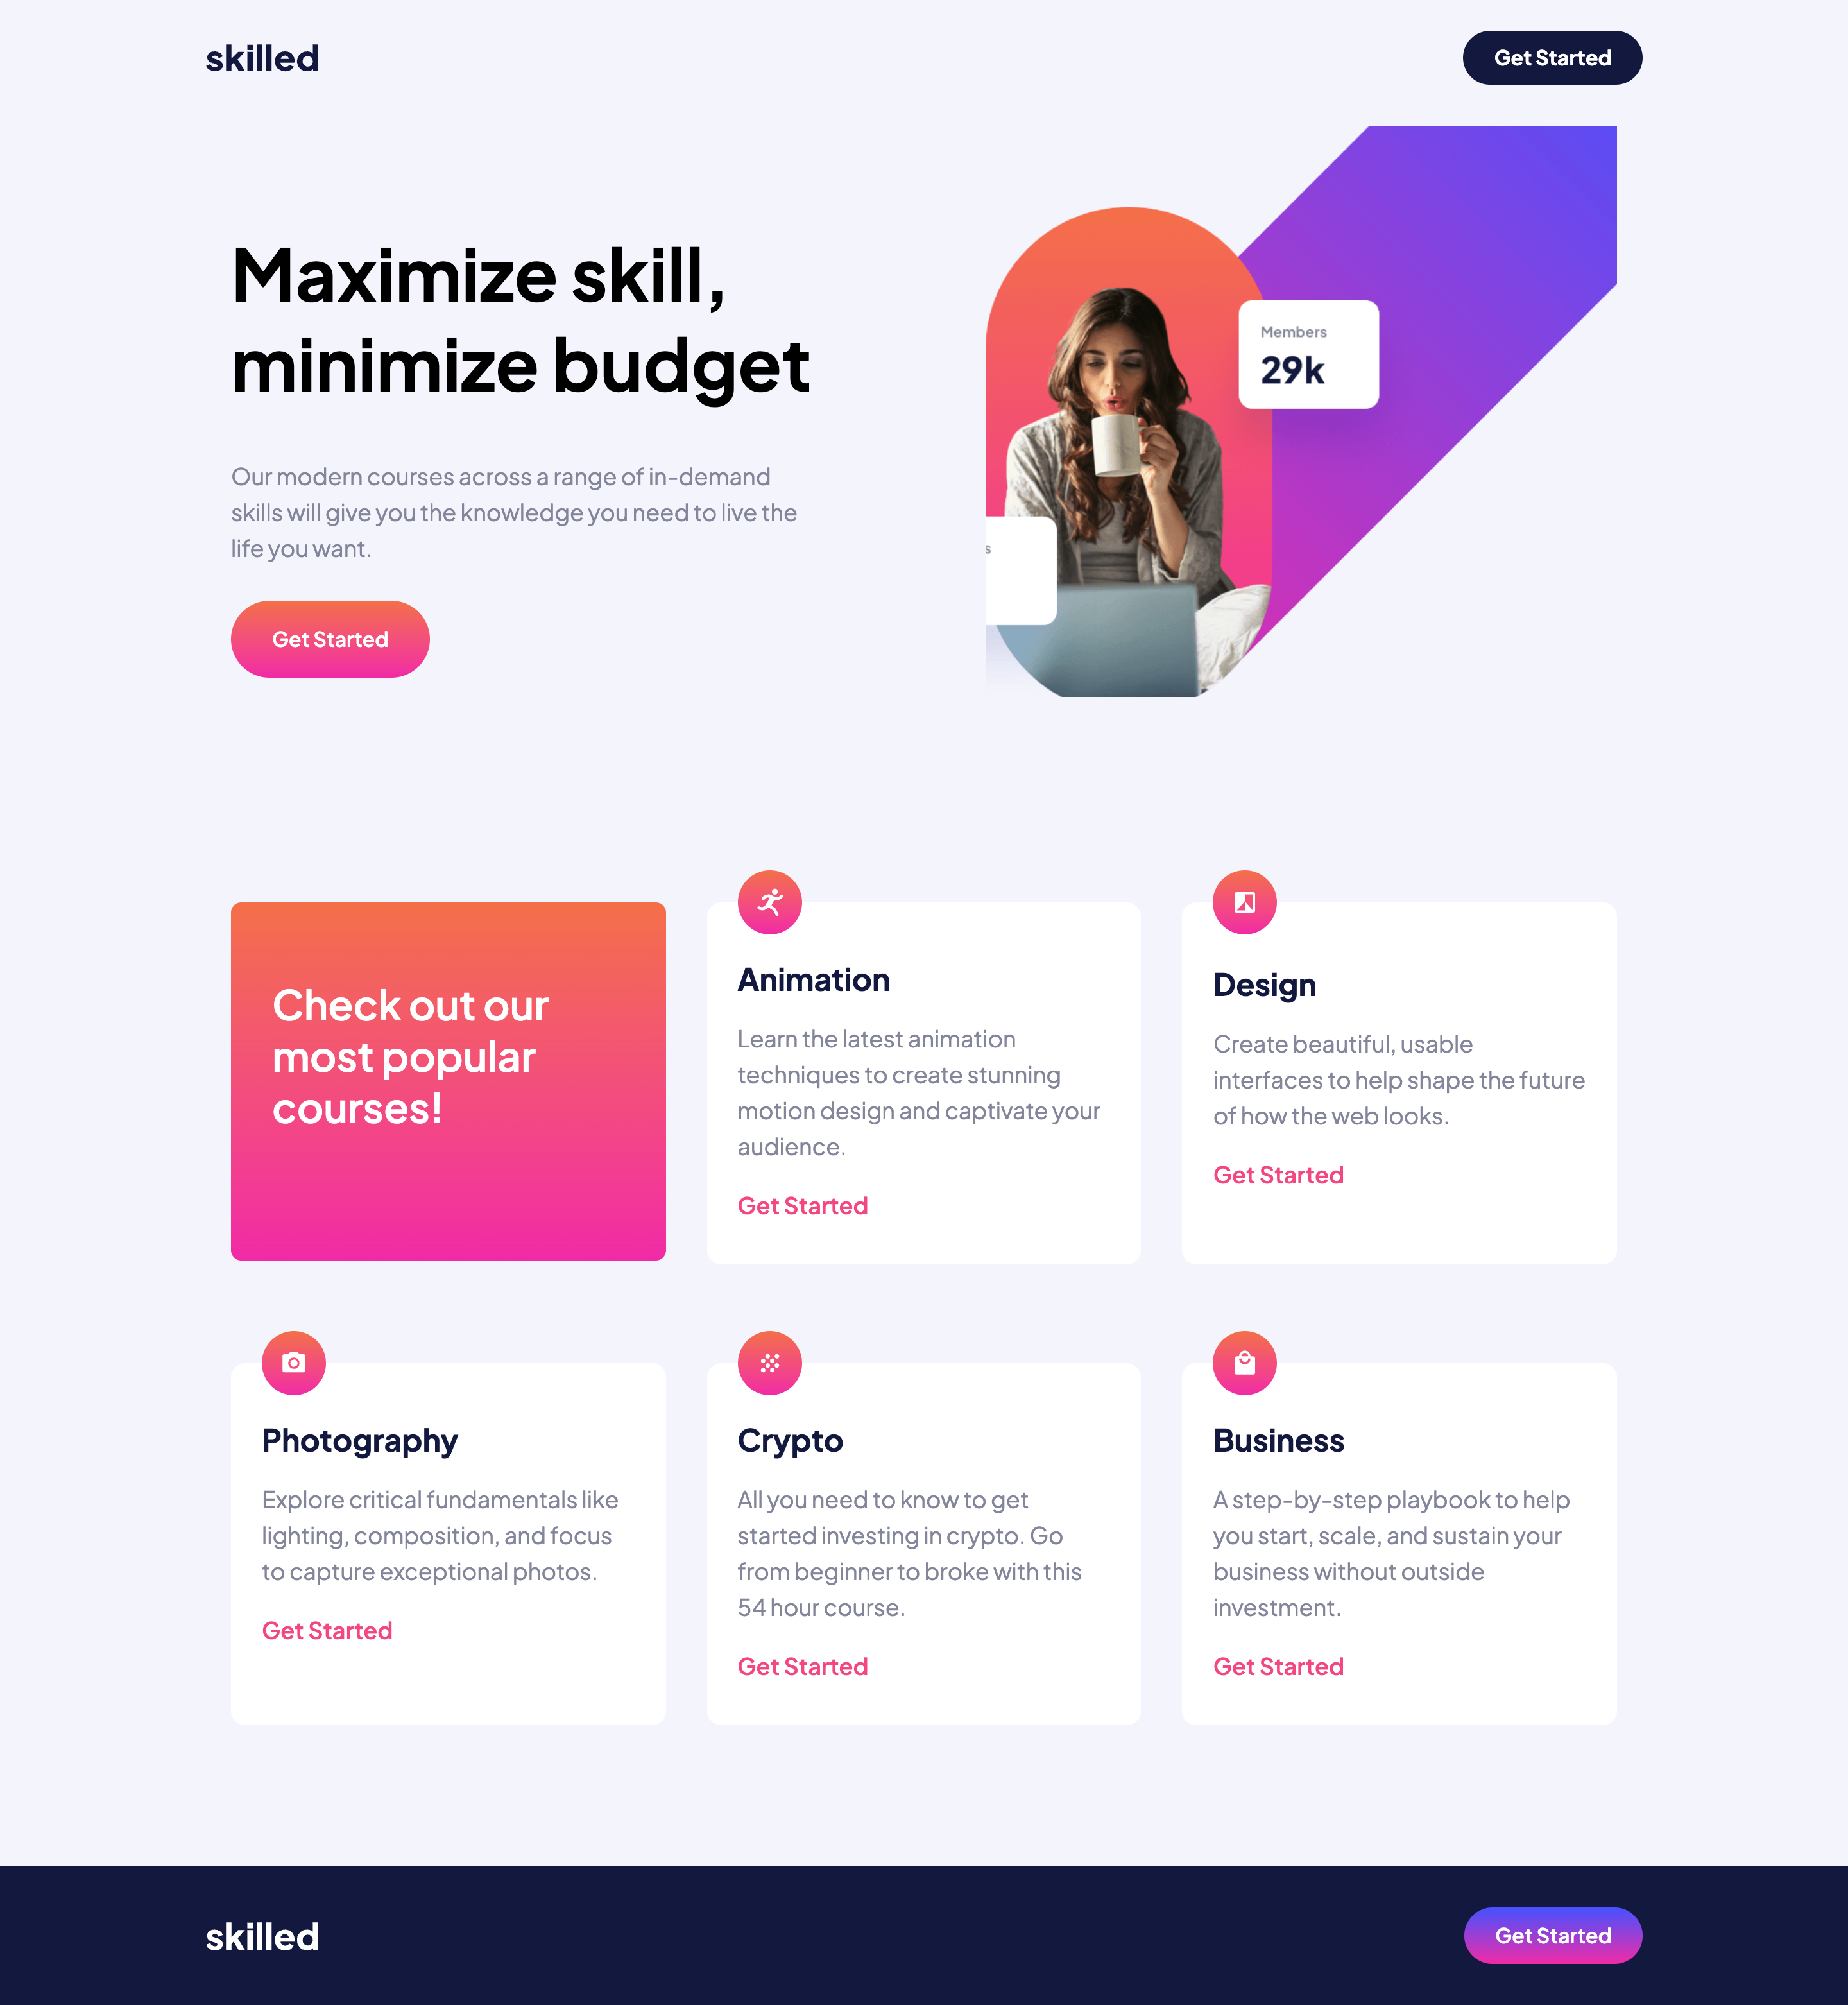 skilled
Get Started
Maximize skill,
minimize budget
Members
29k
Our modern courses across a range of in-demand
skills will give you the knowledge you need to live the
life you want.
s
Get Started
Check out our
most popular
courses!
Animation
Learn the latest animation
techniques to create stunning
motion design and captivate your
audience.
Get Started
Design
Create beautiful, usable
interfaces to help shape the future
of how the web looks.
Get Started
Photography
Explore critical fundamentals like
lighting, composition, and focus
to capture exceptional photos.
Get Started
Crypto
All you need to know to get
started investing in crypto. Go
from beginner to broke with this
54 hour course.
Get Started
Business
A step-by-step playbook to help
you start, scale, and sustain your
business without outside
investment.
Get Started
skilled
Get Started